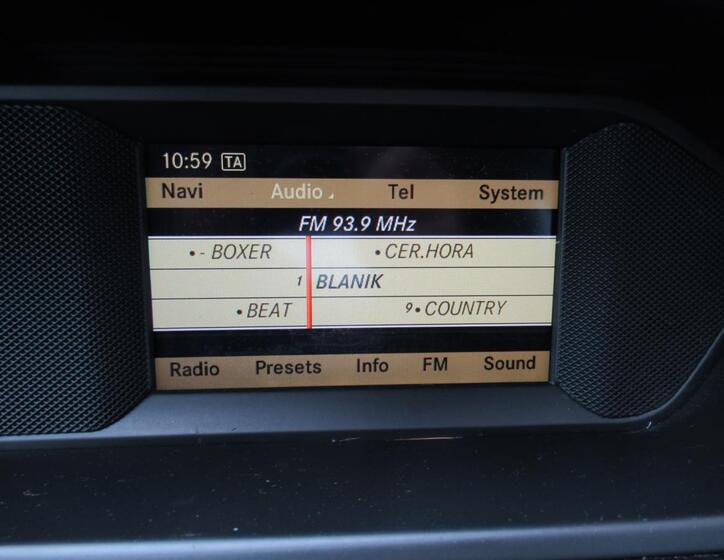 10:59 TA
Navi Audio Tel System
FM 93.9 MHz
•- BOXER •CER.HORA
1 BLANIK
•BEAT 9•COUNTRY
Radio Presets Info FM Sound